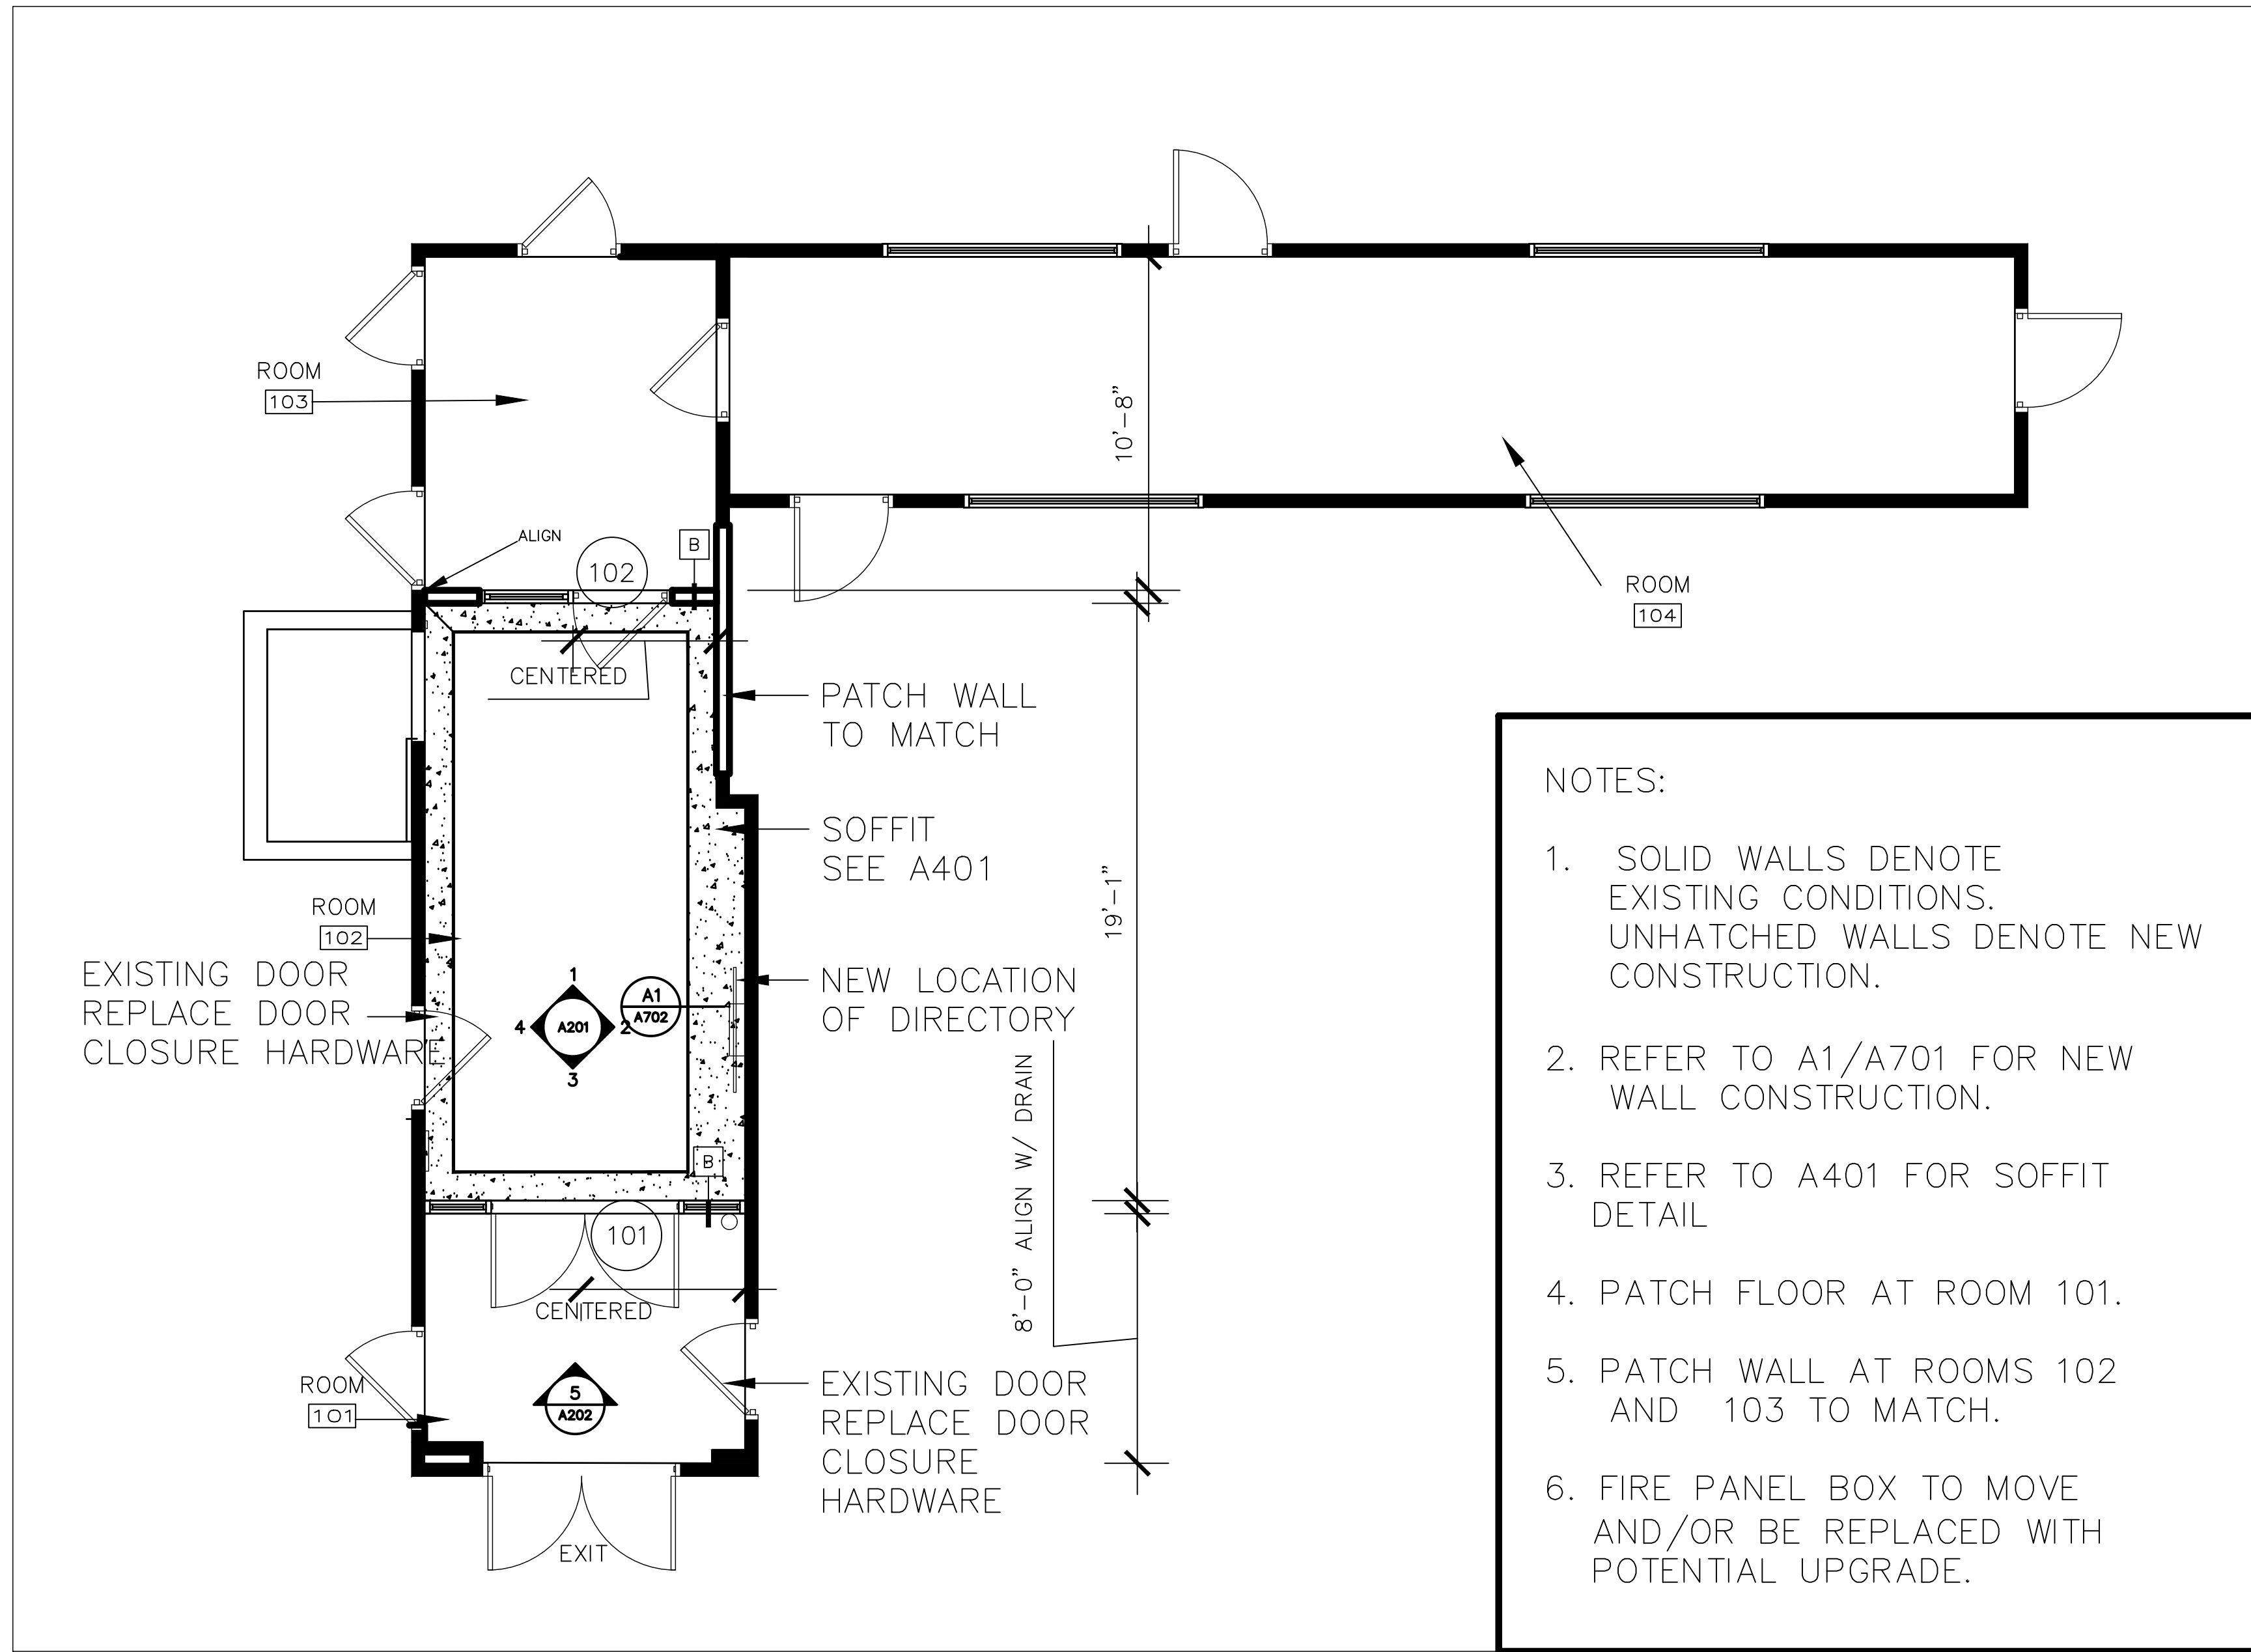 ROOM
103
10'-8"
ALIGN
102
B
ROOM
104
CENTERED
PATCH WALL
TO MATCH
SOFFIT
SEE A401
19'-1"
ROOM
102
EXISTING DOOR
REPLACE DOOR
CLOSURE HARDWARE
1
4 A201 2
3
A1
A702
NEW LOCATION
OF DIRECTORY
8'-0" ALIGN W/ DRAIN
B
101
CENTERED
ROOM
101
5
A202
EXISTING DOOR
REPLACE DOOR
CLOSURE
HARDWARE
EXIT
NOTES:
1. SOLID WALLS DENOTE
EXISTING CONDITIONS.
UNHATCHED WALLS DENOTE NEW
CONSTRUCTION.
2. REFER TO A1/A701 FOR NEW
WALL CONSTRUCTION.
3. REFER TO A401 FOR SOFFIT
DETAIL
4. PATCH FLOOR AT ROOM 101.
5. PATCH WALL AT ROOMS 102
AND 103 TO MATCH.
6. FIRE PANEL BOX TO MOVE
AND/OR BE REPLACED WITH
POTENTIAL UPGRADE.